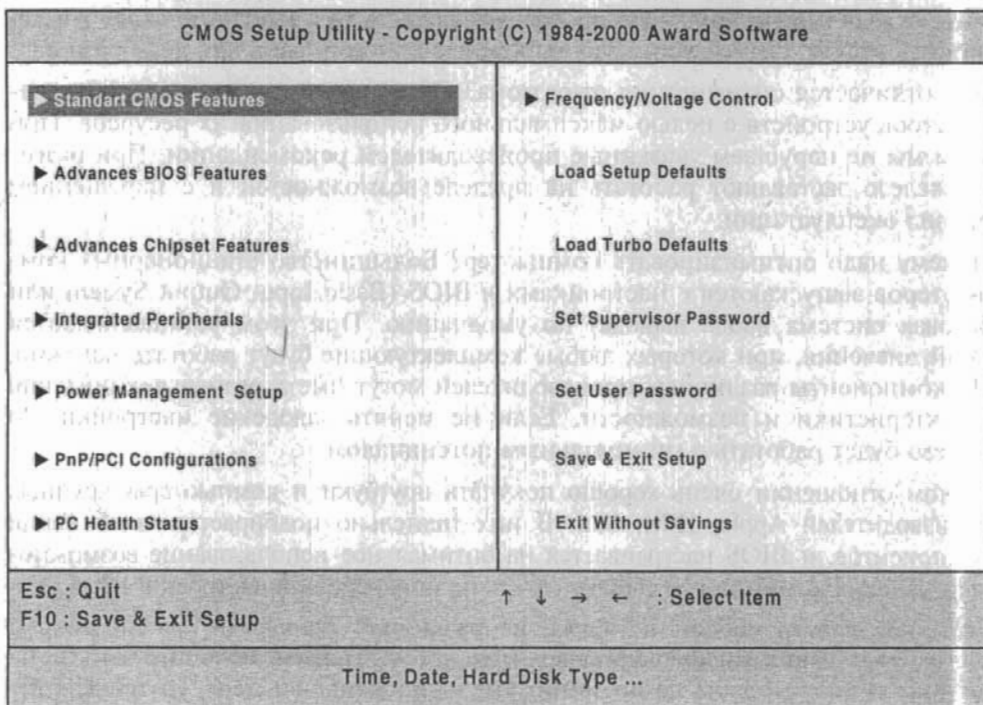 CMOS Setup Utility - Copyright (C) 1984-2000 Award Software
▶ Standart CMOS Features
▶ Advances BIOS Features
▶ Advances Chipset Features
▶ Integrated Peripherals
▶ Power Management Setup
▶ PnP/PCI Configurations
▶ PC Health Status
▶ Frequency/Voltage Control
Load Setup Defaults
Load Turbo Defaults
Set Supervisor Password
Set User Password
Save & Exit Setup
Exit Without Savings
Esc : Quit
F10 : Save & Exit Setup
↑ ↓ → ← : Select Item
Time, Date, Hard Disk Type ...